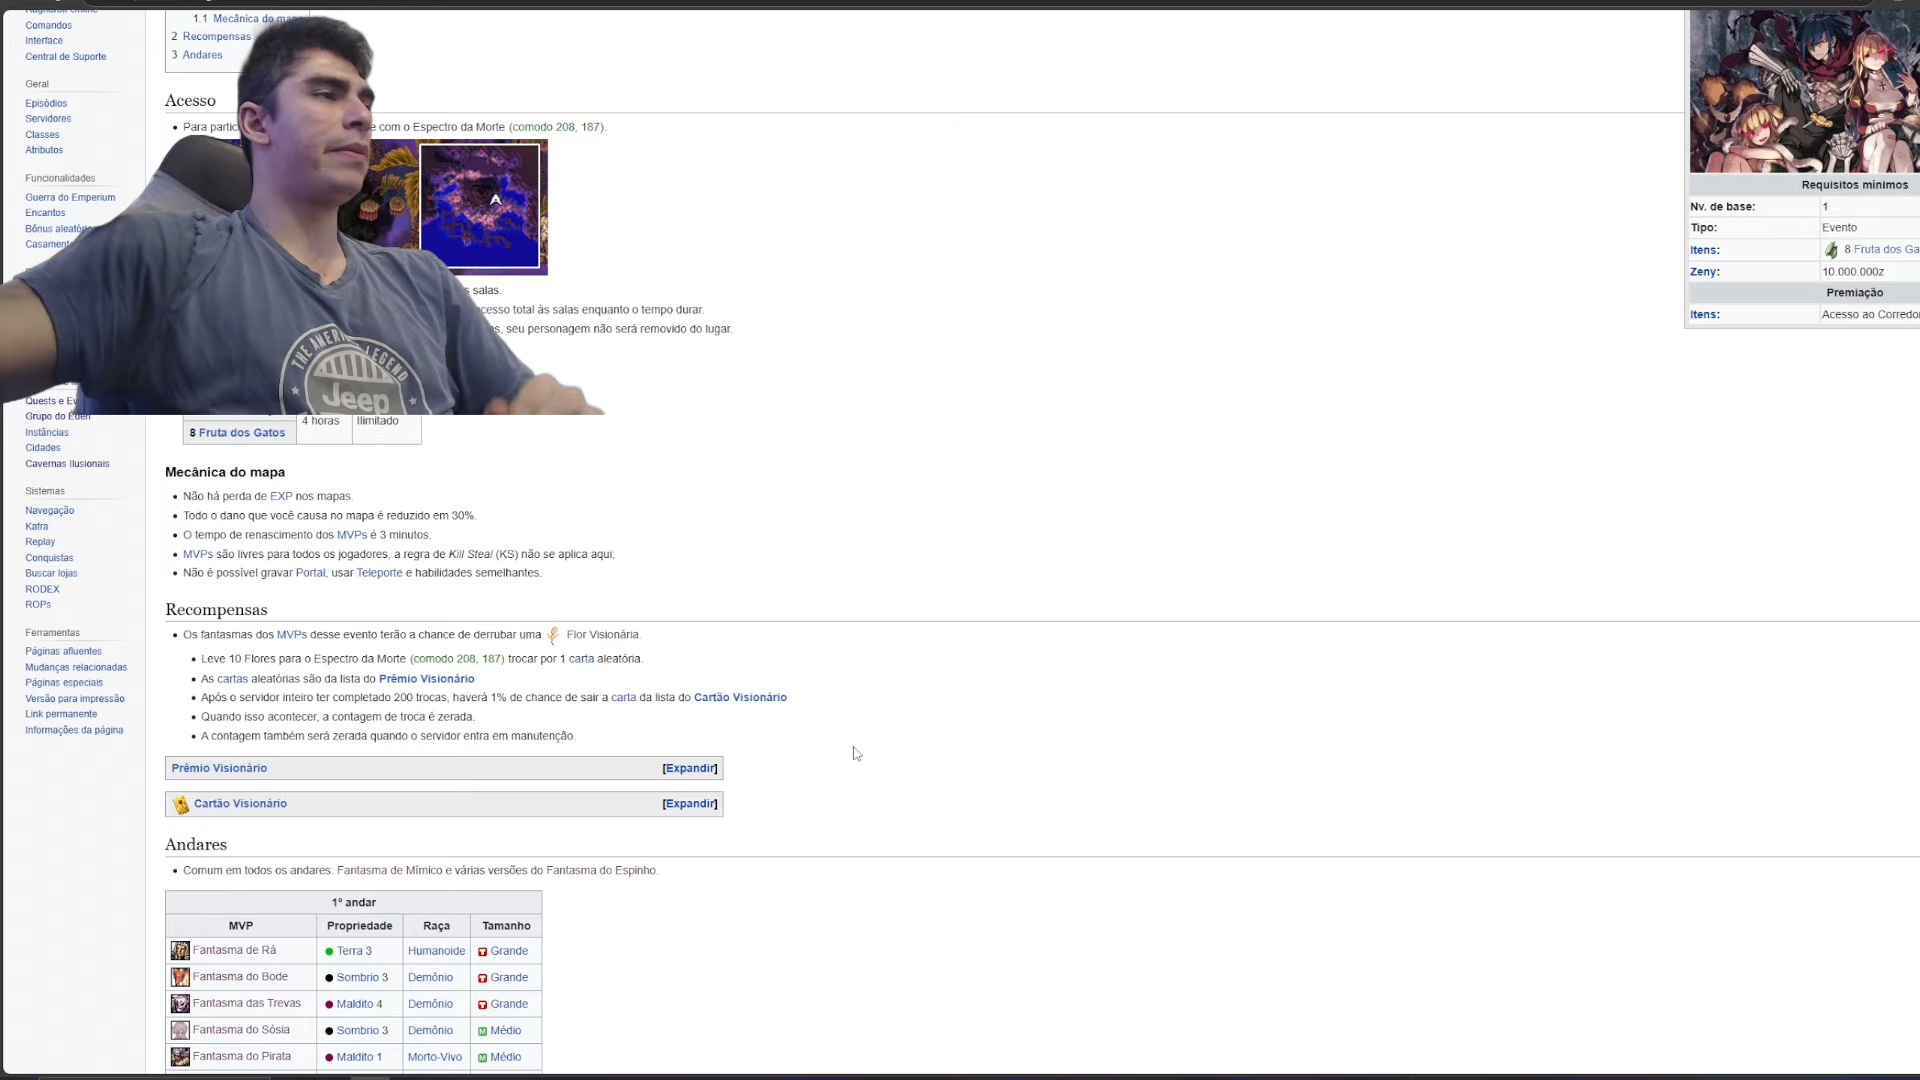 Ragnarök Online
Comandos
Interface
Central de Suporte
Geral
Episódios
Servidores
Classes
Atributos
Funcionalidades
Guerra do Emperium
Encantos
Bônus
Casamento
Quests e
Grupo do Éden
Instâncias
Cidades
Cavernas Ilusionais
Sistemas
Navegação
Kafra
Replay
Conquistas
Buscar lojas
RODEX
ROPs
Ferramentas
Páginas afluentes
Mudanças relacionadas
Páginas especiais
Versão para impressão
Link permanente
Informações da página
1.1 Mecânica do
2 Recompensas
3 Andares
Acesso
Para e com o Espectro da Morte (comodo 208, 187).
salas.
acesso total às salas enquanto o tempo durar.
seu personagem não será removido do lugar.
THE AMERI LEGEND
Jeep
8 Fruta dos Gatos
4 horas
Ilimitado
Mecânica do mapa
Não há perda de EXP nos mapas.
Todo o dano que você causa no mapa é reduzido em 30%.
O tempo de renascimento dos MVPs é 3 minutos.
MVPs são livres para todos os jogadores, a regra de Kill Steal (KS) não se aplica aqui;
Não é possível gravar Portal, usar Teleporte e habilidades semelhantes.
Recompensas
Os fantasmas dos MVPs desse evento terão a chance de derrubar uma Flor Visionária.
Leve 10 Flores para o Espectro da Morte (comodo 208, 187) trocar por 1 carta aleatória.
As cartas aleatórias são da lista do Prêmio Visionário
Após o servidor inteiro ter completado 200 trocas, haverá 1% de chance de sair a carta da lista do Cartão Visionário
Quando isso acontecer, a contagem de troca é zerada.
A contagem também será zerada quando o servidor entra em manutenção.
Prêmio Visionário [Expandir]
Cartão Visionário [Expandir]
Andares
Comum em todos os andares: Fantasma de Mímico e várias versões do Fantasma do Espinho.
1º andar
MVP Propriedade Raça Tamanho
Fantasma de Rá Terra 3 Humanoide Grande
Fantasma do Bode Sombrio 3 Demônio Grande
Fantasma das Trevas Maldito 4 Demônio Grande
Fantasma do Sósia Sombrio 3 Demônio Médio
Fantasma do Pirata Maldito 1 Morto-Vivo Médio
Requisitos mínimos
Nv. de base: 1
Tipo: Evento
Itens: 8 Fruta dos Ga
Zeny: 10.000.000z
Premiação
Itens: Acesso ao Corredo